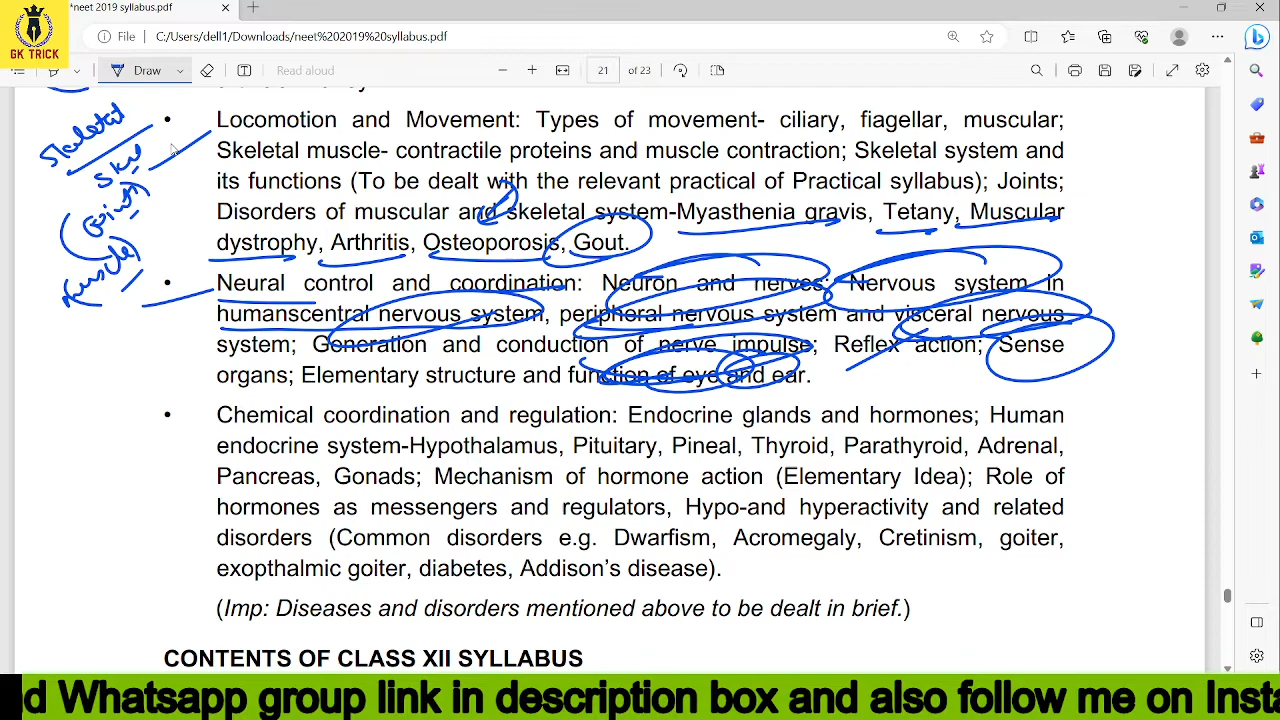 *neet 2019 syllabus.pdf
GK TRICK
File C:/Users/dell1/Downloads/neet%202019%20syllabus.pdf
Draw Read aloud 21 of 23
Skeletal
Joint
Muscle
• Locomotion and Movement: Types of movement- ciliary, fiagellar, muscular;
Skeletal muscle- contractile proteins and muscle contraction; Skeletal system and
its functions (To be dealt with the relevant practical of Practical syllabus); Joints;
Disorders of muscular and skeletal system-Myasthenia gravis, Tetany, Muscular
dystrophy, Arthritis, Osteoporosis, Gout.
• Neural control and coordination: Neuron and nerves; Nervous system in
humanscentral nervous system, peripheral nervous system and visceral nervous
system; Generation and conduction of nerve impulse; Reflex action; Sense
organs; Elementary structure and function of eye and ear.
• Chemical coordination and regulation: Endocrine glands and hormones; Human
endocrine system-Hypothalamus, Pituitary, Pineal, Thyroid, Parathyroid, Adrenal,
Pancreas, Gonads; Mechanism of hormone action (Elementary Idea); Role of
hormones as messengers and regulators, Hypo-and hyperactivity and related
disorders (Common disorders e.g. Dwarfism, Acromegaly, Cretinism, goiter,
exopthalmic goiter, diabetes, Addison's disease).
(Imp: Diseases and disorders mentioned above to be dealt in brief.)
CONTENTS OF CLASS XII SYLLABUS
d Whatsapp group link in description box and also follow me on Inst